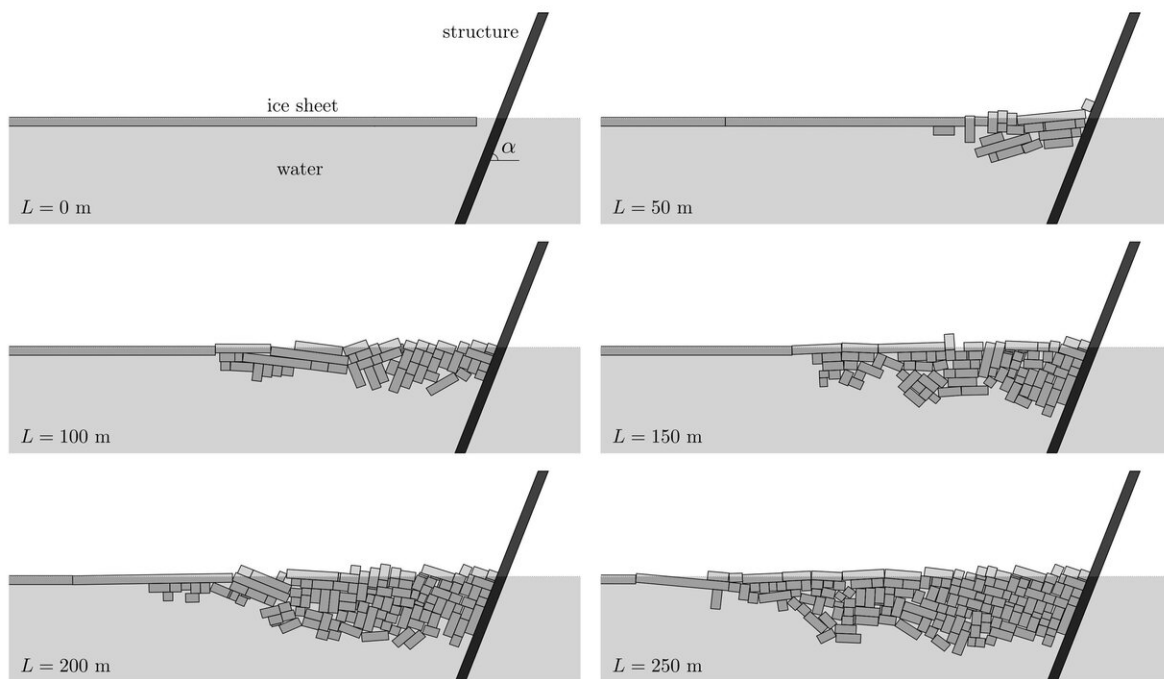 structure
ice sheet
α
water
L = 0 m
L = 50 m
L = 100 m
L = 150 m
L = 200 m
L = 250 m